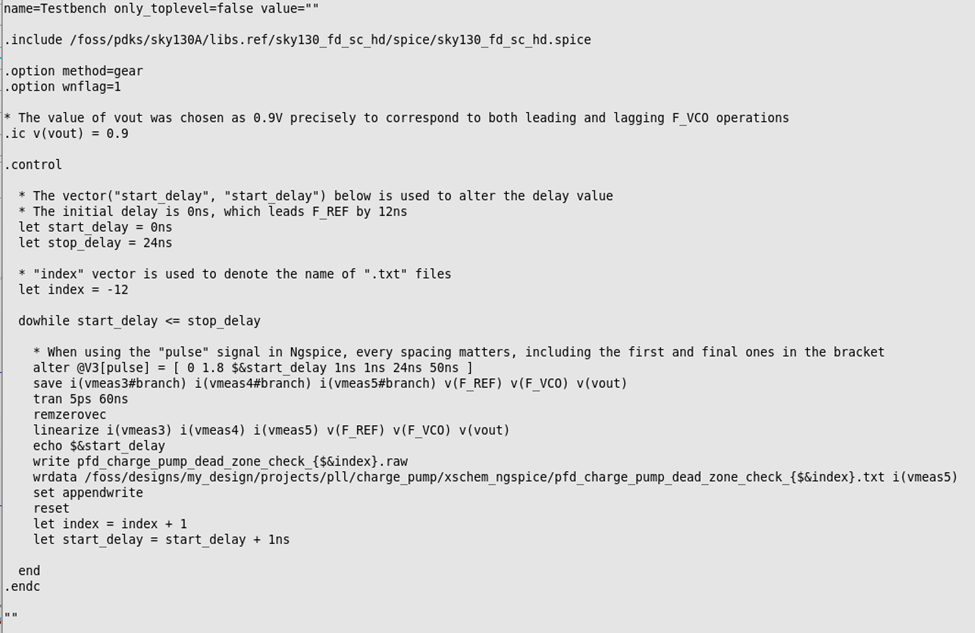 name=Testbench only_toplevel=false value=""
.include /foss/pdks/sky130A/libs.ref/sky130_fd_sc_hd/spice/sky130_fd_sc_hd.spice
.option method=gear
.option wnflag=1
* The value of vout was chosen as 0.9V precisely to correspond to both leading and lagging F_VCO operations
.ic v(vout) = 0.9
.control
* The vector("start_delay", "start_delay") below is used to alter the delay value
* The initial delay is 0ns, which leads F_REF by 12ns
let start_delay = 0ns
let stop_delay = 24ns
* "index" vector is used to denote the name of ".txt" files
let index = -12
dowhile start_delay <= stop_delay
* When using the "pulse" signal in Ngspice, every spacing matters, including the first and final ones in the bracket
alter @V3[pulse] = [ 0 1.8 $&start_delay 1ns 1ns 24ns 50ns ]
save i(vmeas3#branch) i(vmeas4#branch) i(vmeas5#branch) v(F_REF) v(F_VCO) v(vout)
tran 5ps 60ns
remzerovec
linearize i(vmeas3) i(vmeas4) i(vmeas5) v(F_REF) v(F_VCO) v(vout)
echo $&start_delay
write pfd_charge_pump_dead_zone_check_{$&index}.raw
wrdata /foss/designs/my_design/projects/pll/charge_pump/xschem_ngspice/pfd_charge_pump_dead_zone_check_{$&index}.txt i(vmeas5)
set appendwrite
reset
let index = index + 1
let start_delay = start_delay + 1ns
end
.endc
""